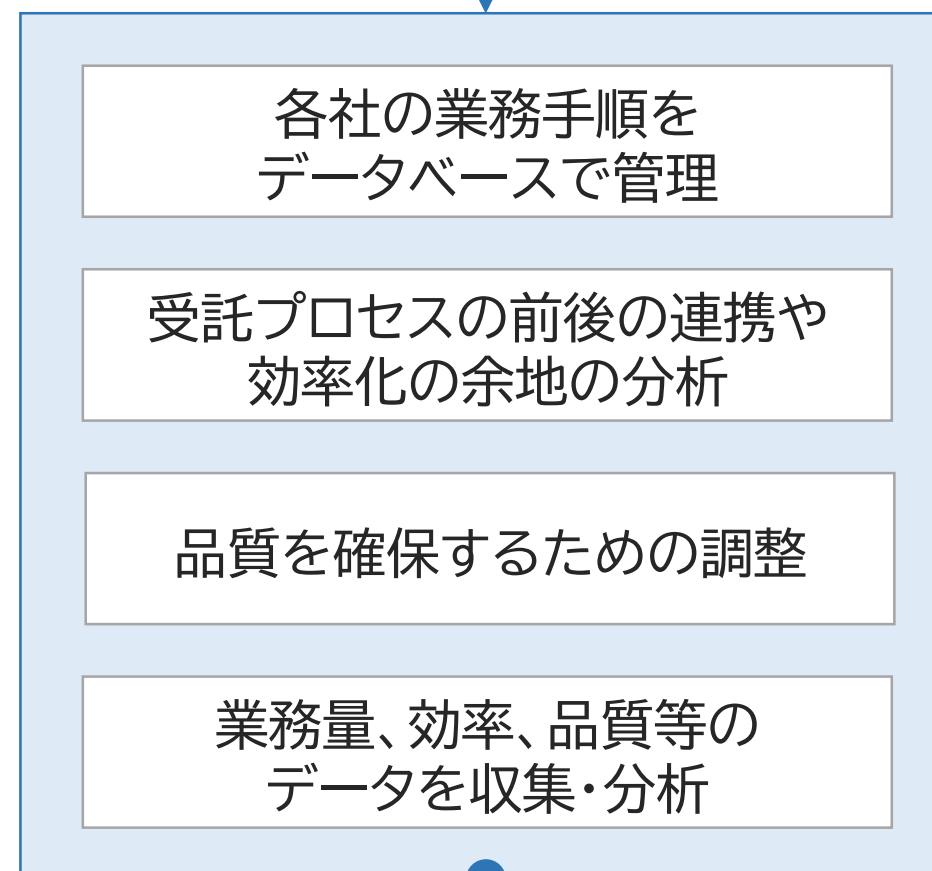 各社の業務手順を
データベースで管理
受託プロセスの前後の連携や
効率化の余地の分析
品質を確保するための調整
業務量、効率、品質等の
データを収集・分析